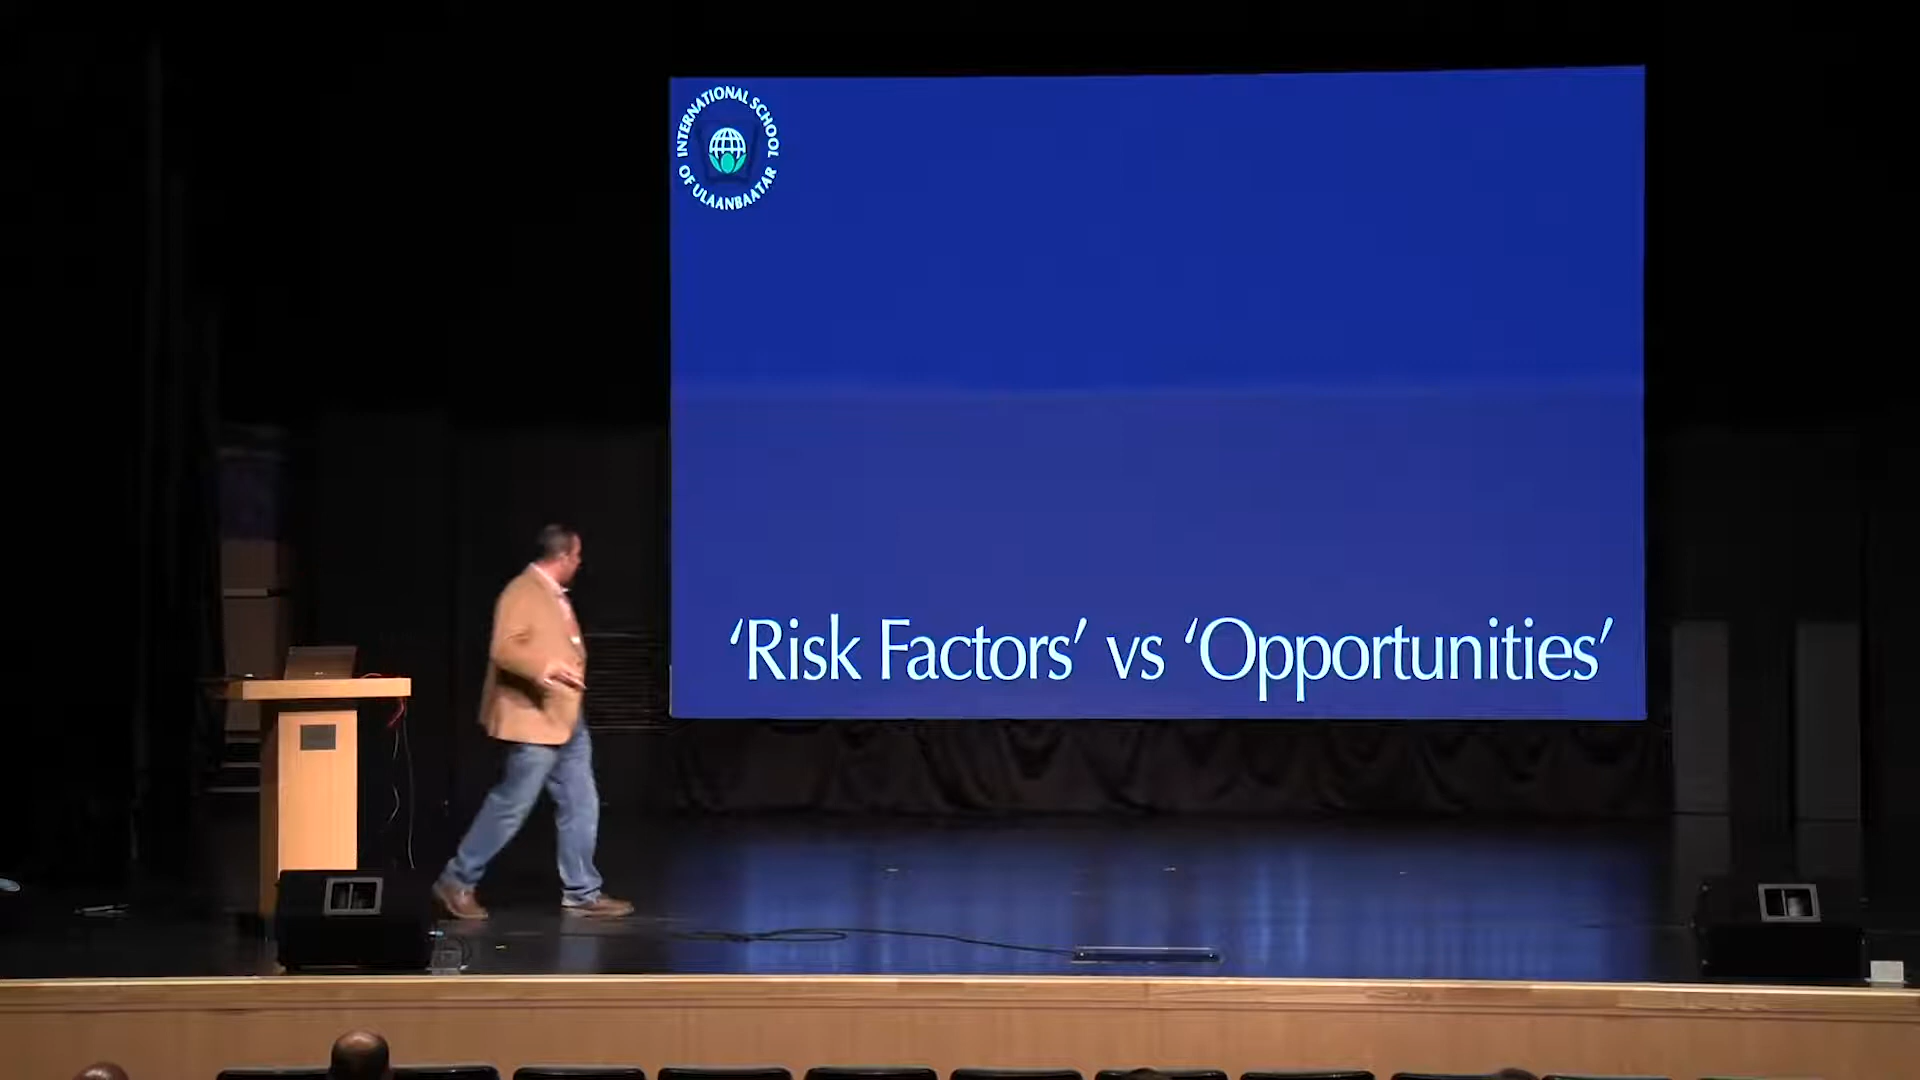 INTERNATIONAL SCHOOL
OF ULAANBAATAR
‘Risk Factors’ vs ‘Opportunities’